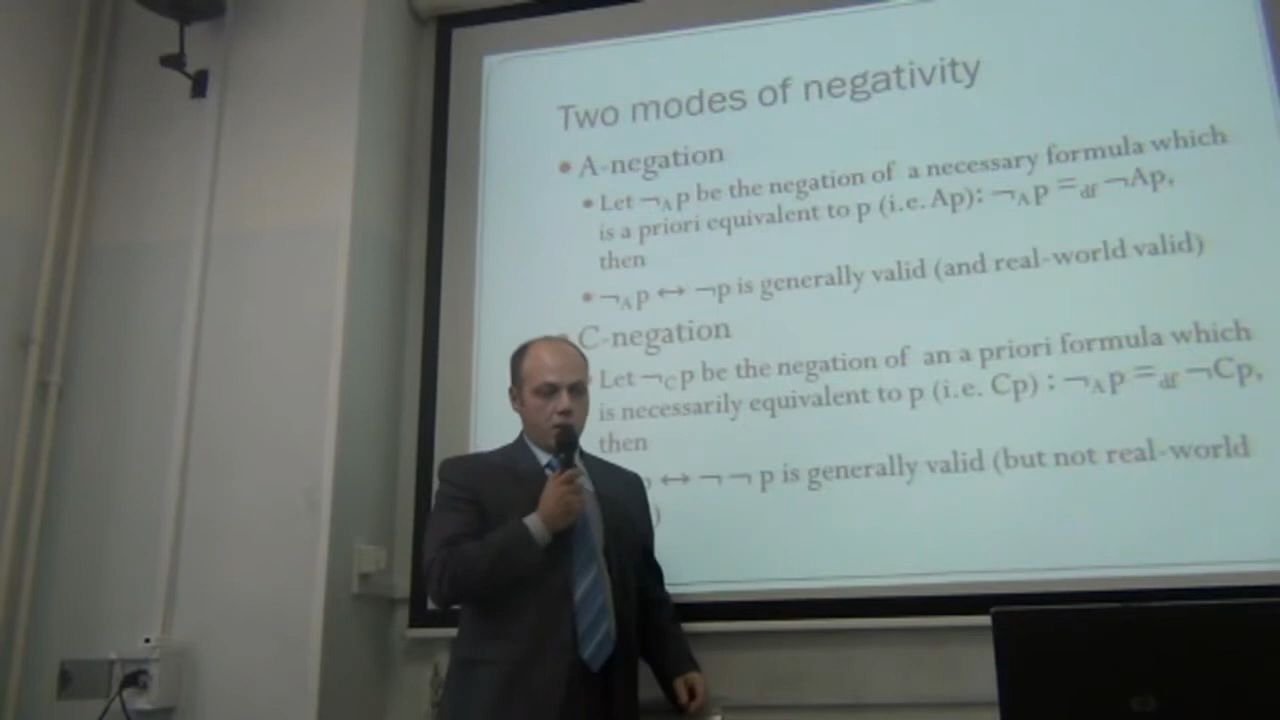 Two modes of negativity
• A-negation
• Let ¬Ap be the negation of a necessary formula which
is a priori equivalent to p (i.e. Ap): ¬Ap =df ¬Ap,
then
• ¬Ap ↔ ¬p is generally valid (and real-world valid)
C-negation
Let ¬Cp be the negation of an a priori formula which
is necessarily equivalent to p (i.e. Cp) : ¬Ap =df ¬Cp,
then
↔ ¬ ¬ p is generally valid (but not real-world
)